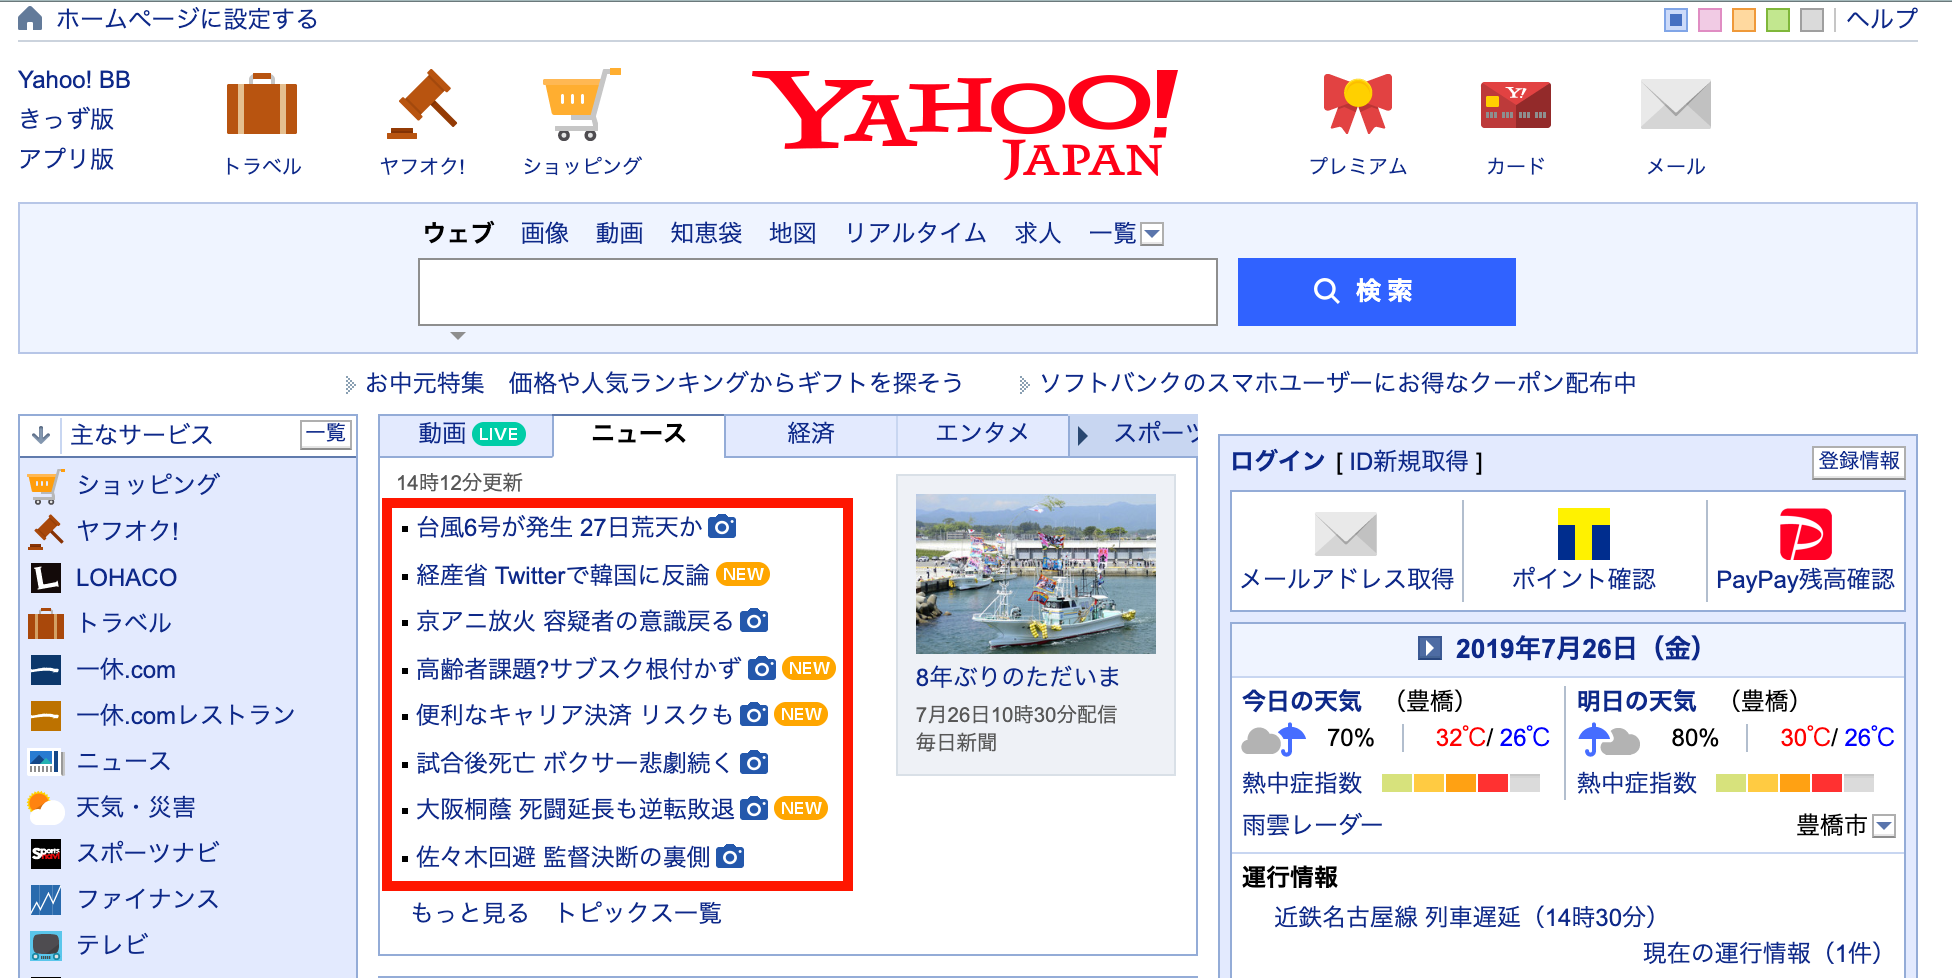 ホームページに設定する
ヘルプ
Yahoo! BB
きっず版
アプリ版
トラベル
ヤフオク!
ショッピング
YAHOO!
JAPAN
プレミアム
Y!
カード
メール
ウェブ 画像 動画 知恵袋 地図 リアルタイム 求人 一覧
検索
お中元特集 価格や人気ランキングからギフトを探そう
ソフトバンクのスマホユーザーにお得なクーポン配布中
主なサービス 一覧
ショッピング
ヤフオク!
L LOHACO
トラベル
一休.com
一休.comレストラン
ニュース
天気・災害
Sports navi スポーツナビ
ファイナンス
テレビ
動画 LIVE ニュース 経済 エンタメ スポーツ
14時12分更新
台風6号が発生 27日荒天か
経産省 Twitterで韓国に反論 NEW
京アニ放火 容疑者の意識戻る
高齢者課題?サブスク根付かず NEW
便利なキャリア決済 リスクも NEW
試合後死亡 ボクサー悲劇続く
大阪桐蔭 死闘延長も逆転敗退 NEW
佐々木回避 監督決断の裏側
もっと見る トピックス一覧
8年ぶりのただいま
7月26日10時30分配信
毎日新聞
ログイン [ ID新規取得 ] 登録情報
メールアドレス取得
T
ポイント確認
P
PayPay残高確認
2019年7月26日（金）
今日の天気 （豊橋）
70% 32℃/ 26℃
熱中症指数
明日の天気 （豊橋）
80% 30℃/ 26℃
熱中症指数
雨雲レーダー 豊橋市
運行情報
近鉄名古屋線 列車遅延（14時30分）
現在の運行情報（1件）